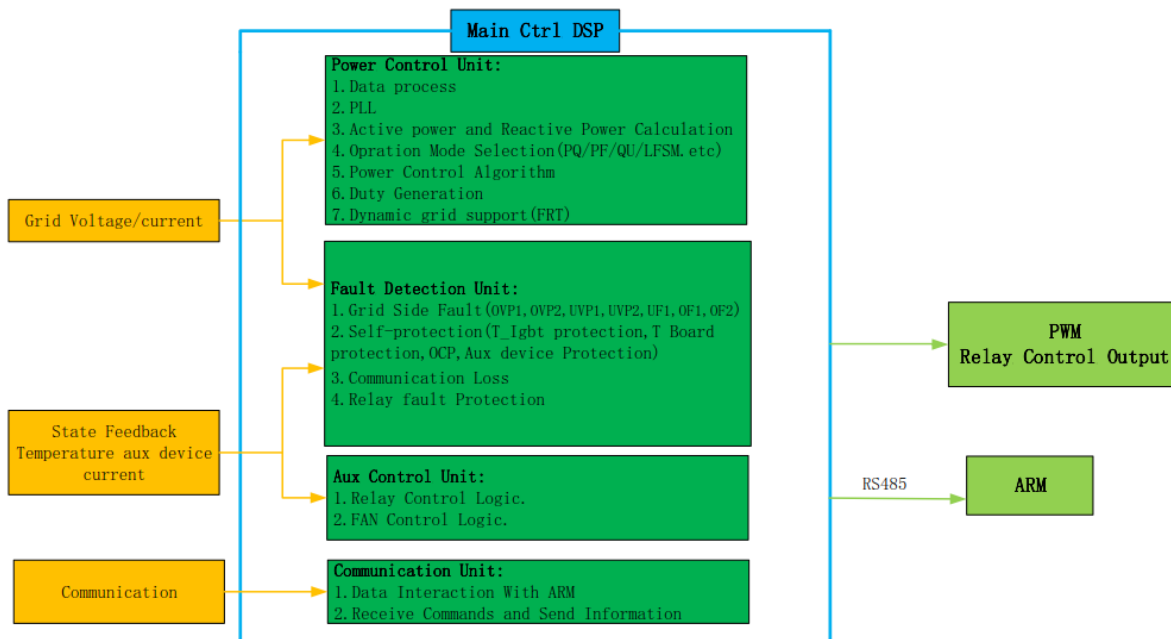 Main Ctrl DSP
Power Control Unit:
1.Data process
2.PLL
3.Active power and Reactive Power Calculation
4.Opration Mode Selection(PQ/PF/QU/LFSM.etc)
5.Power Control Algorithm
6.Duty Generation
7.Dynamic grid support(FRT)
Grid Voltage/current
Fault Detection Unit:
1.Grid Side Fault(OVP1,OVP2,UVP1,UVP2,UF1,OF1,OF2)
2.Self-protection(T_Igbt protection,T Board
protection,OCP,Aux device Protection)
3.Communication Loss
4.Relay fault Protection
PWM
Relay Control Output
State Feedback
Temperature aux device
current
Aux Control Unit:
1.Relay Control Logic.
2.FAN Control Logic.
RS485
ARM
Communication
Communication Unit:
1.Data Interaction With ARM
2.Receive Commands and Send Information